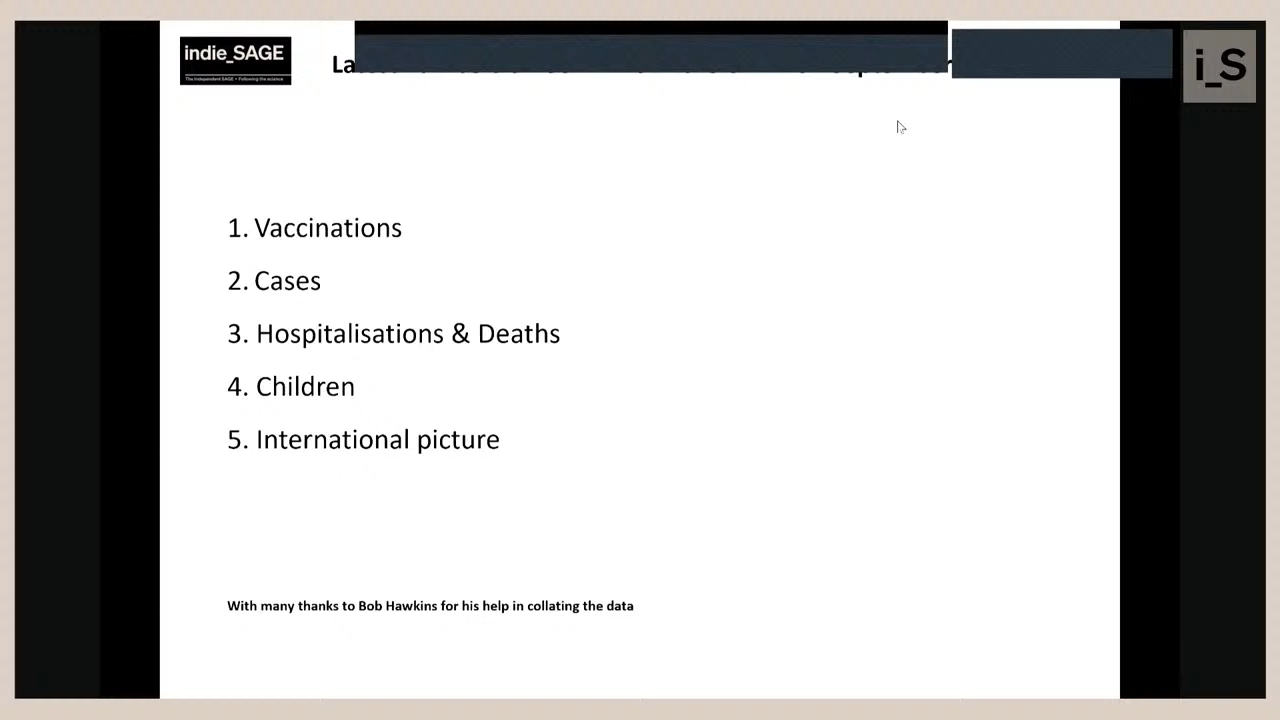 indie_SAGE
The Independent SAGE • Following the science
i_S
1. Vaccinations
2. Cases
3. Hospitalisations & Deaths
4. Children
5. International picture
With many thanks to Bob Hawkins for his help in collating the data